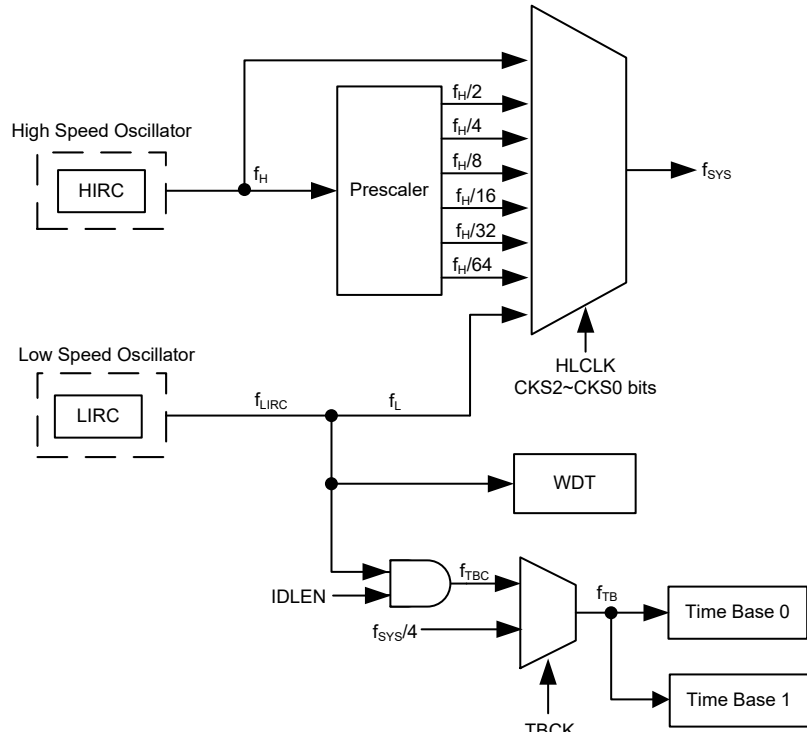 High Speed Oscillator
HIRC
fH
Prescaler
fH/2
fH/4
fH/8
fH/16
fH/32
fH/64
fSYS
HLCLK
CKS2~CKS0 bits
Low Speed Oscillator
LIRC
fLIRC
fL
WDT
IDLEN
fTBC
fSYS/4
fTB
Time Base 0
Time Base 1
TBCK